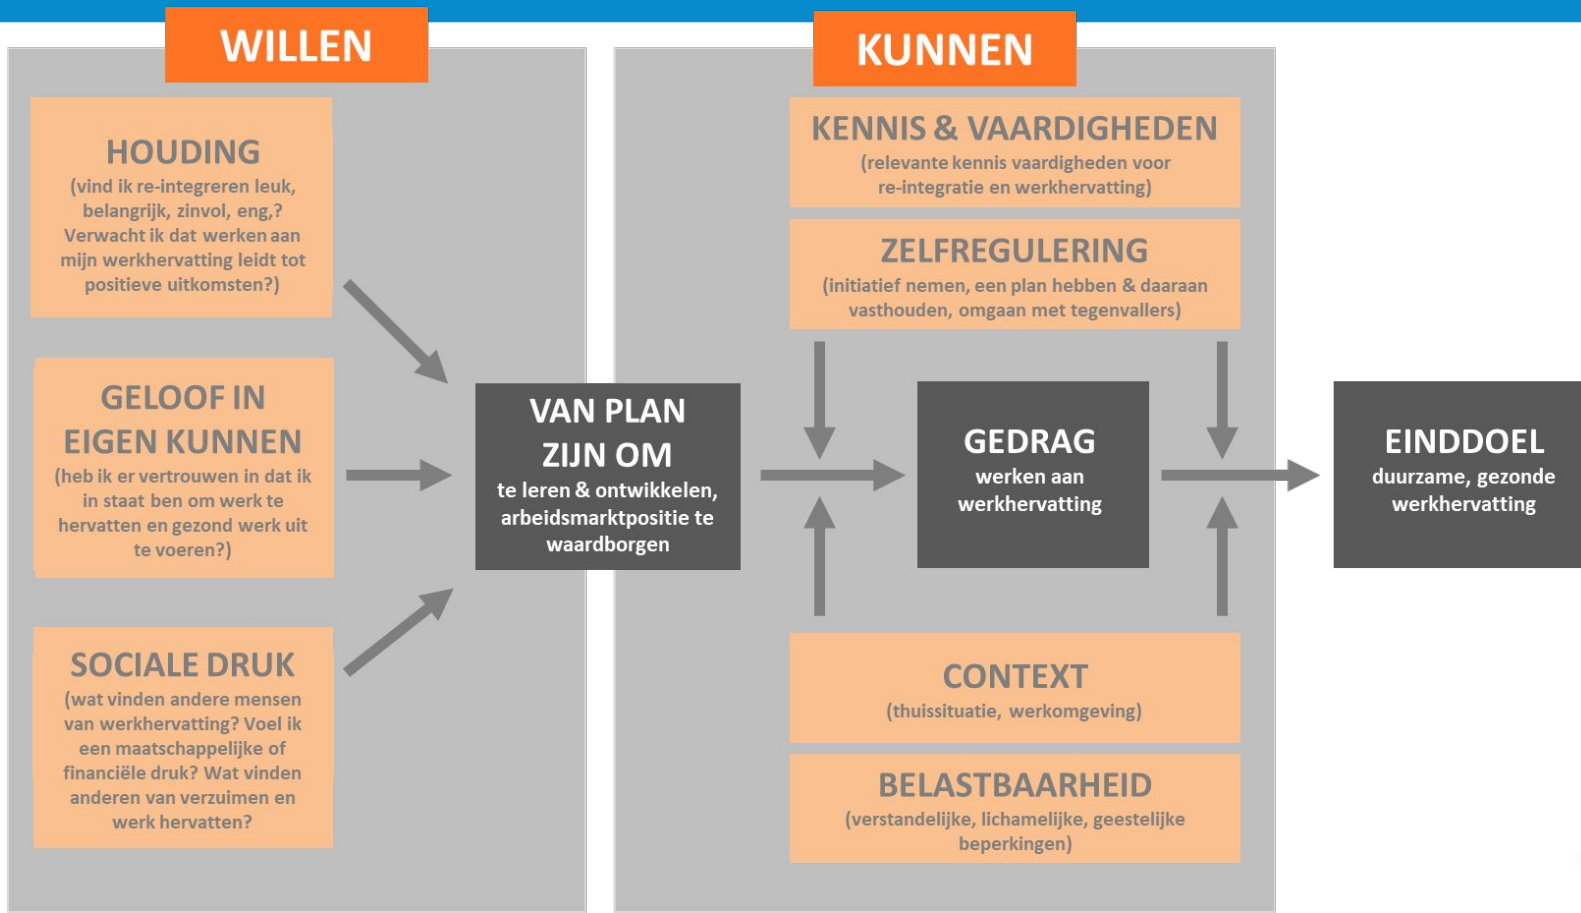 WILLEN
HOUDING
(vind ik re-integreren leuk,
belangrijk, zinvol, eng,?
Verwacht ik dat werken aan
mijn werkhervatting leidt tot
positieve uitkomsten?)
GELOOF IN
EIGEN KUNNEN
(heb ik er vertrouwen in dat ik
in staat ben om werk te
hervatten en gezond werk uit
te voeren?)
SOCIALE DRUK
(wat vinden andere mensen
van werkhervatting? Voel ik
een maatschappelijke of
financiële druk? Wat vinden
anderen van verzuimen en
werk hervatten?
VAN PLAN
ZIJN OM
te leren & ontwikkelen,
arbeidsmarktpositie te
waardborgen
KUNNEN
KENNIS & VAARDIGHEDEN
(relevante kennis vaardigheden voor
re-integratie en werkhervatting)
ZELFREGULERING
(initiatief nemen, een plan hebben & daaraan
vasthouden, omgaan met tegenvallers)
GEDRAG
werken aan
werkhervatting
CONTEXT
(thuissituatie, werkomgeving)
BELASTBAARHEID
(verstandelijke, lichamelijke, geestelijke
beperkingen)
EINDDOEL
duurzame, gezonde
werkhervatting